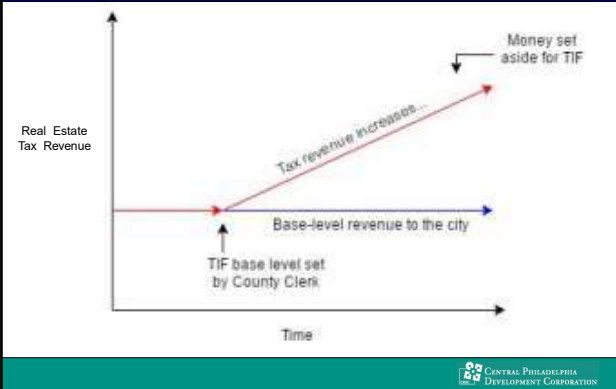 Money set
aside for TIF
Real Estate
Tax Revenue
Tax revenue increases...
Base-level revenue to the city
TIF base level set
by County Clerk
Time
CENTRAL PHILADELPHIA
DEVELOPMENT CORPORATION